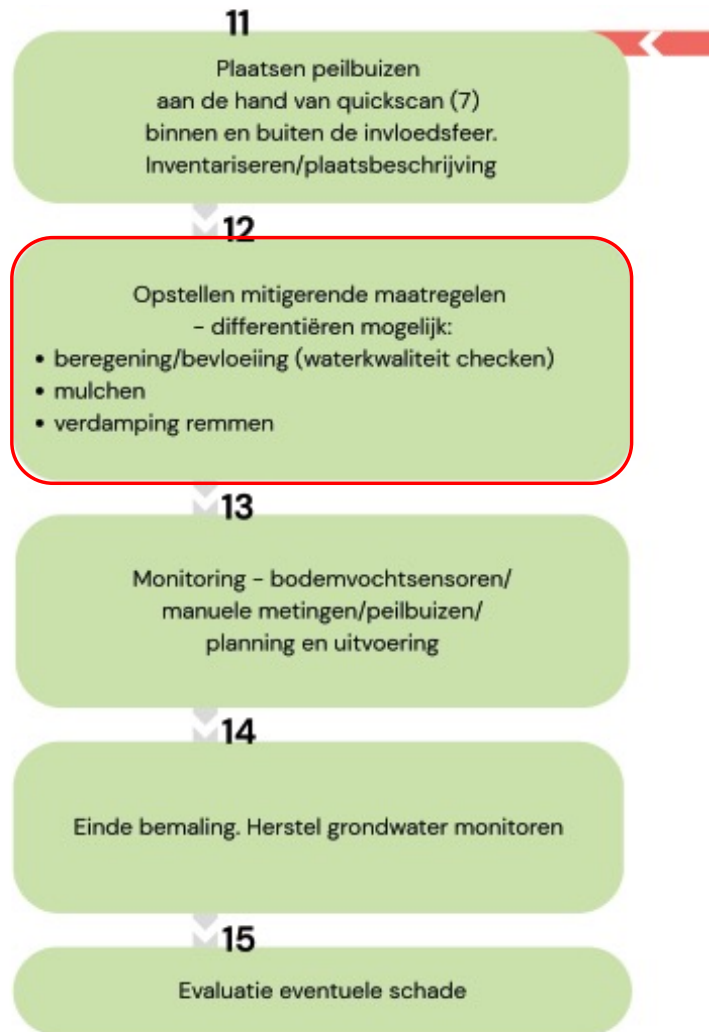 11
Plaatsen peilbuizen
aan de hand van quickscan (7)
binnen en buiten de invloedsfeer.
Inventariseren/plaatsbeschrijving
12
Opstellen mitigerende maatregelen
- differentiëren mogelijk:
• beregening/bevloeiing (waterkwaliteit checken)
• mulchen
• verdamping remmen
13
Monitoring - bodemvochtsensoren/
manuele metingen/peilbuizen/
planning en uitvoering
14
Einde bemaling. Herstel grondwater monitoren
15
Evaluatie eventuele schade